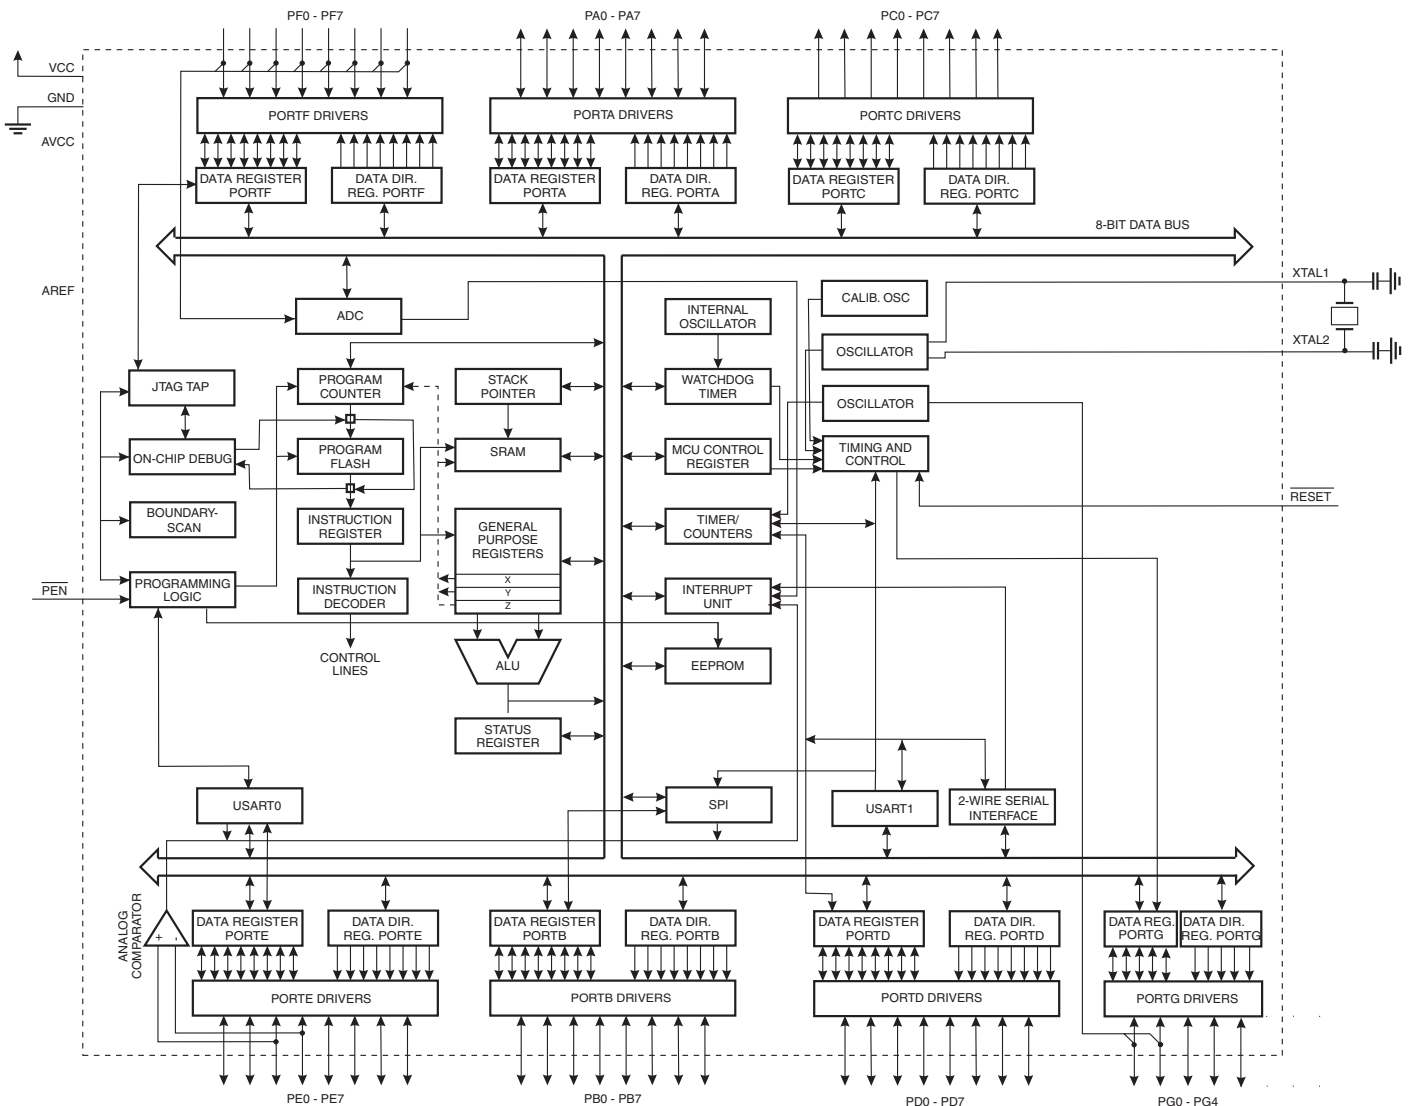 PF0 - PF7
PA0 - PA7
PC0 - PC7
VCC
GND
AVCC
PORTF DRIVERS
PORTA DRIVERS
PORTC DRIVERS
DATA REGISTER
PORTF
DATA DIR.
REG. PORTF
DATA REGISTER
PORTA
DATA DIR.
REG. PORTA
DATA REGISTER
PORTC
DATA DIR.
REG. PORTC
8-BIT DATA BUS
AREF
XTAL1
XTAL2
ADC
INTERNAL
OSCILLATOR
CALIB. OSC
OSCILLATOR
JTAG TAP
PROGRAM
COUNTER
STACK
POINTER
WATCHDOG
TIMER
OSCILLATOR
ON-CHIP DEBUG
PROGRAM
FLASH
SRAM
MCU CONTROL
REGISTER
TIMING AND
CONTROL
RESET
BOUNDARY-
SCAN
INSTRUCTION
REGISTER
GENERAL
PURPOSE
REGISTERS
X
Y
Z
TIMER/
COUNTERS
PEN
PROGRAMMING
LOGIC
INSTRUCTION
DECODER
INTERRUPT
UNIT
CONTROL
LINES
ALU
EEPROM
STATUS
REGISTER
USART0
SPI
USART1
2-WIRE SERIAL
INTERFACE
ANALOG
COMPARATOR
+
-
DATA REGISTER
PORTE
DATA DIR.
REG. PORTE
DATA REGISTER
PORTB
DATA DIR.
REG. PORTB
DATA REGISTER
PORTD
DATA DIR.
REG. PORTD
DATA REG.
PORTG
DATA DIR.
REG. PORTG
PORTE DRIVERS
PORTB DRIVERS
PORTD DRIVERS
PORTG DRIVERS
PE0 - PE7
PB0 - PB7
PD0 - PD7
PG0 - PG4